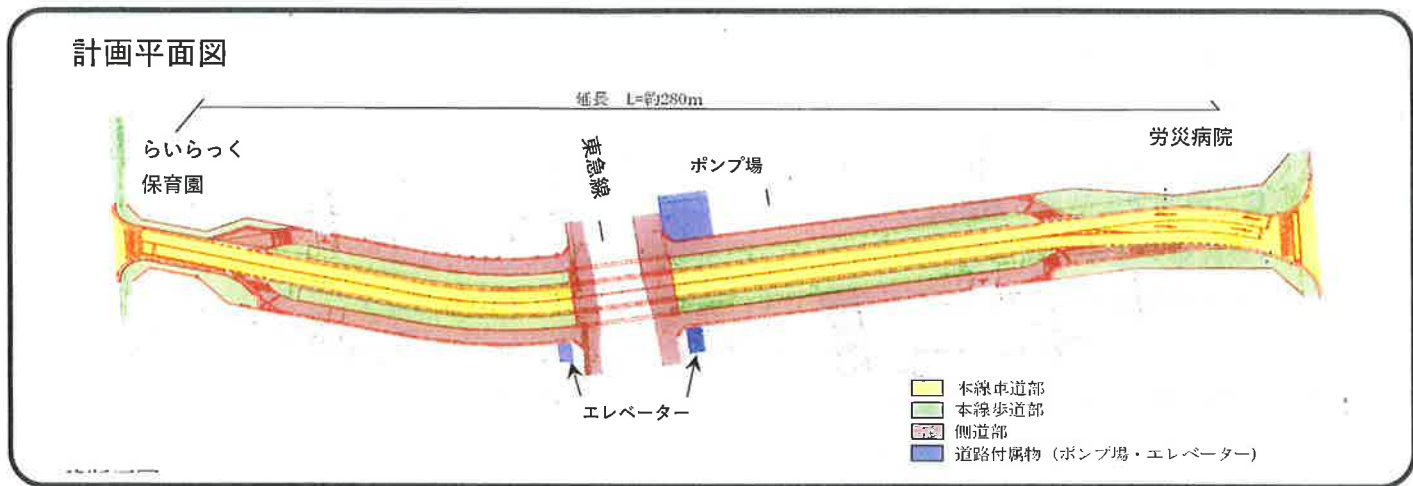 計画平面図
延長 L=約280m
らいらっく
保育園
東急線
ポンプ場
労災病院
エレベーター
本線車道部
本線歩道部
側道部
道路付属物 (ポンプ場・エレベーター)